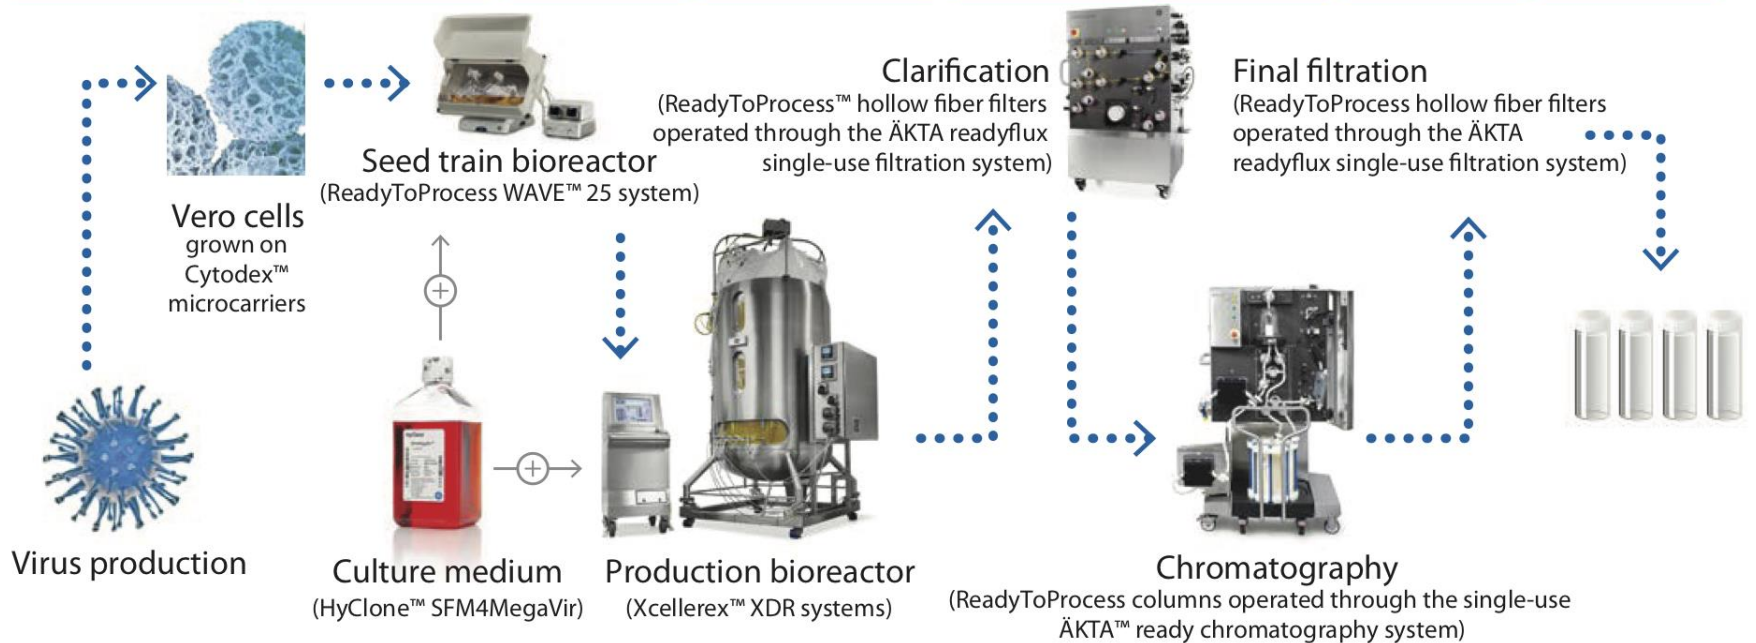 Virus production
Vero cells
grown on
Cytodex™
microcarriers
Seed train bioreactor
(ReadyToProcess WAVE™ 25 system)
Culture medium
(HyClone™ SFM4MegaVir)
Production bioreactor
(Xcellerex™ XDR systems)
Clarification
(ReadyToProcess™ hollow fiber filters
operated through the ÄKTA readyflux
single-use filtration system)
Chromatography
(ReadyToProcess columns operated through the single-use
ÄKTA™ ready chromatography system)
Final filtration
(ReadyToProcess hollow fiber filters
operated through the ÄKTA
readyflux single-use filtration system)